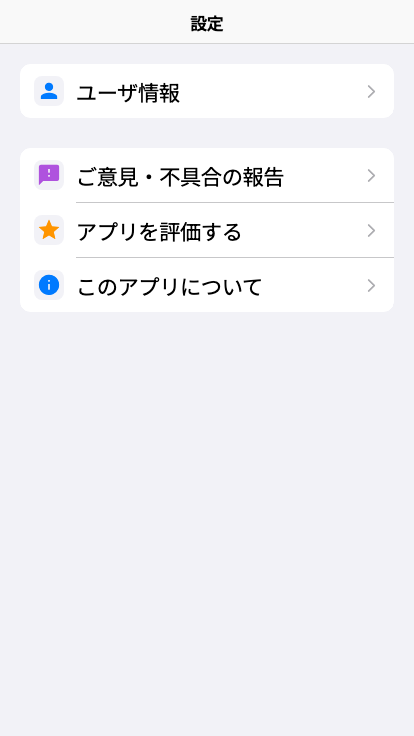 設定
ユーザ情報
ご意見・不具合の報告
アプリを評価する
このアプリについて